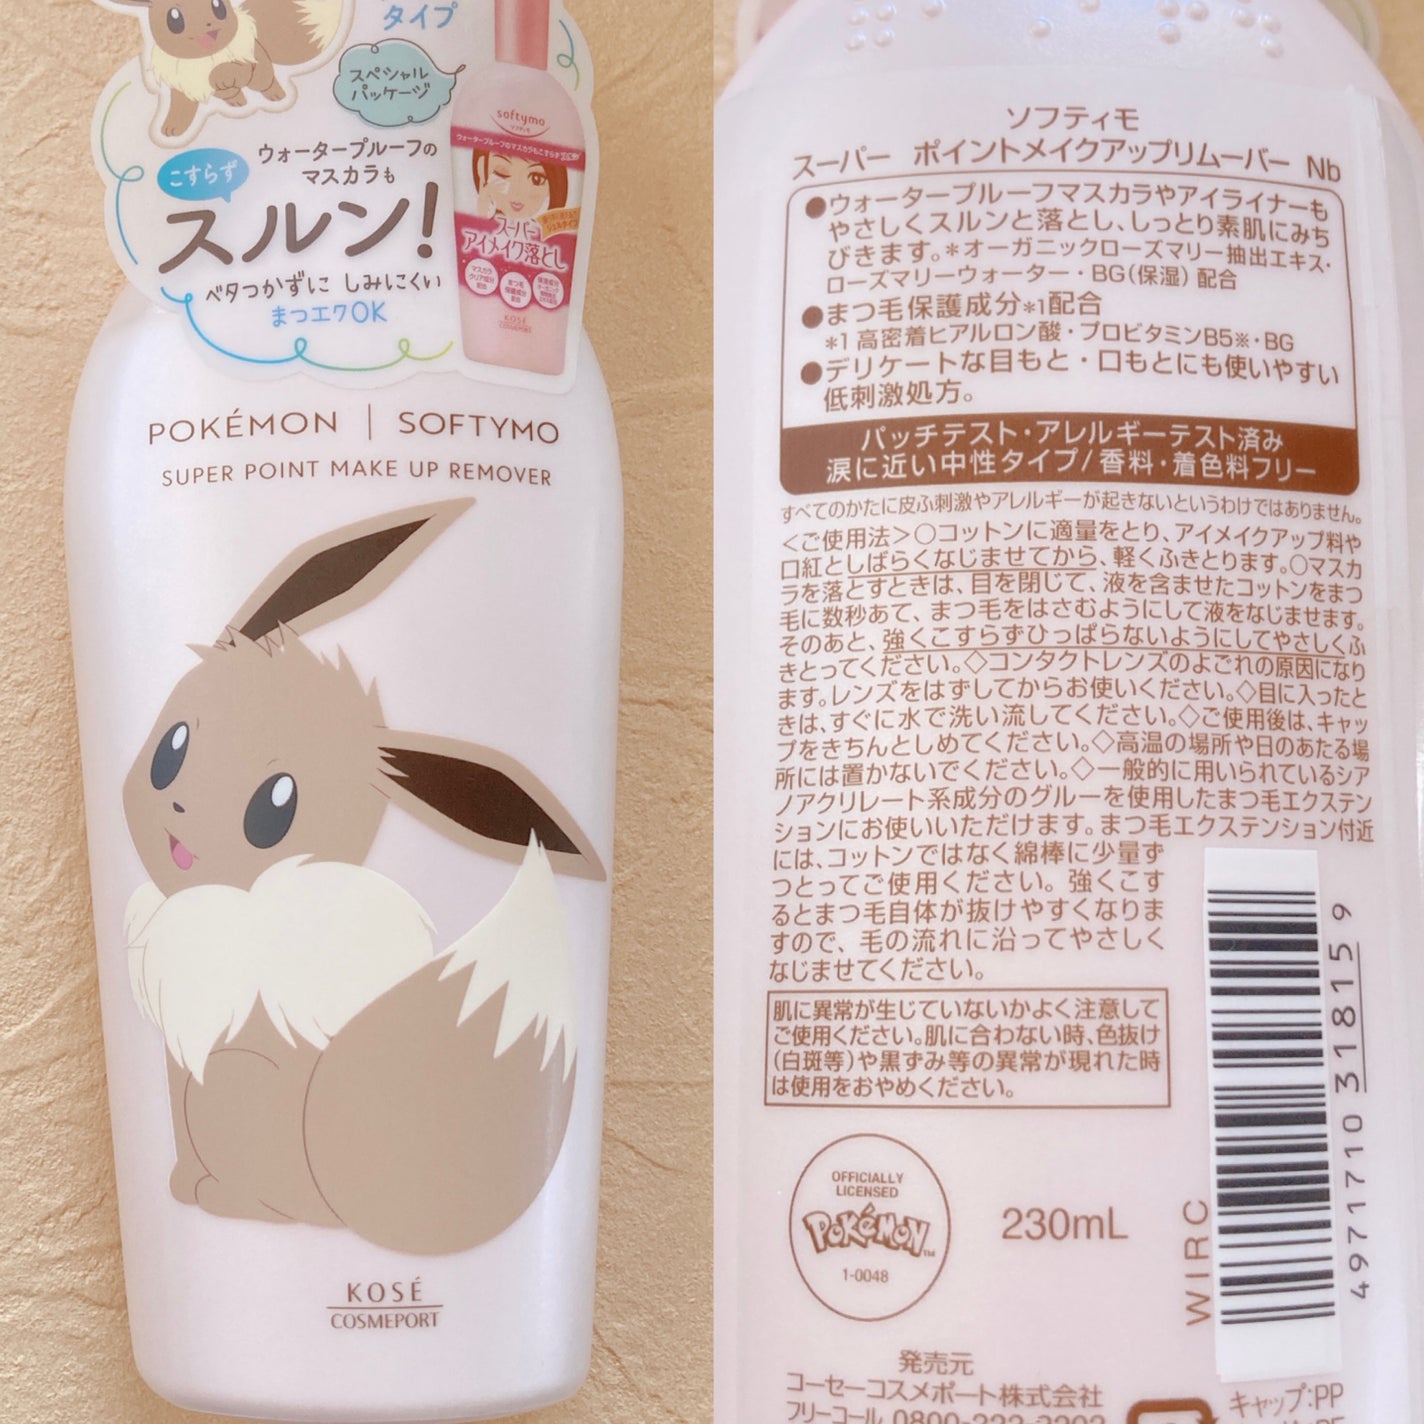 タイプ
スペシャル
パッケージ
softymo
ソフティモ
ウォータープルーフの
マスカラも
こすらず
スルン!
ベタつかずに しみにくい
まつエクOK
スーパー
アイメイク落とし
KOSÉ
COSMEPORT
POKÉMON | SOFTYMO
SUPER POINT MAKE UP REMOVER
KOSÉ
COSMEPORT
ソフティモ
スーパー ポイントメイクアップリムーバー Nb
●ウォータープルーフマスカラやアイライナーも
やさしくスルンと落とし、しっとり素肌にみち
びきます。*オーガニックローズマリー抽出エキス・
ローズマリーウォーター・BG(保湿)配合
●まつ毛保護成分*1配合
*1 高密着ヒアルロン酸・プロビタミンB5※・BG
●デリケートな目もと・口もとにも使いやすい
低刺激処方。
パッチテスト・アレルギーテスト済み
涙に近い中性タイプ/香料・着色料フリー
すべてのかたに皮ふ刺激やアレルギーが起きないというわけではありません。
<ご使用法>○コットンに適量をとり、アイメイクアップ料や
口紅としばらくなじませてから、軽くふきとります。○マスカ
ラを落とすときは、目を閉じて、液を含ませたコットンをまつ
毛に数秒あて、まつ毛をはさむようにして液をなじませます。
そのあと、強くこすらずひっぱらないようにしてやさしくふ
きとってください。◇コンタクトレンズのよごれの原因になり
ます。レンズをはずしてからお使いください。◇目に入ったと
きは、すぐに水で洗い流してください。◇ご使用後は、キャッ
プをきちんとしめてください。◇高温の場所や日のあたる場
所には置かないでください。◇一般的に用いられているシア
ノアクリレート系成分のグルーを使用したまつ毛エクステン
ションにお使いいただけます。まつ毛エクステンション付近
には、コットンではなく綿棒に少量ず
つとってご使用ください。強くこす
るとまつ毛自体が抜けやすくなりま
すので、毛の流れに沿ってやさしく
なじませてください。
肌に異常が生じていないかよく注意して
ご使用ください。肌に合わない時、色抜け
(白斑等)や黒ずみ等の異常が現れた時
は使用をおやめください。
OFFICIALLY
LICENSED
POKéMON™
1-0048
230mL
WIRC
4971710318159
発売元
コーセーコスメポート株式会社
フリーコール
キャップ:PP